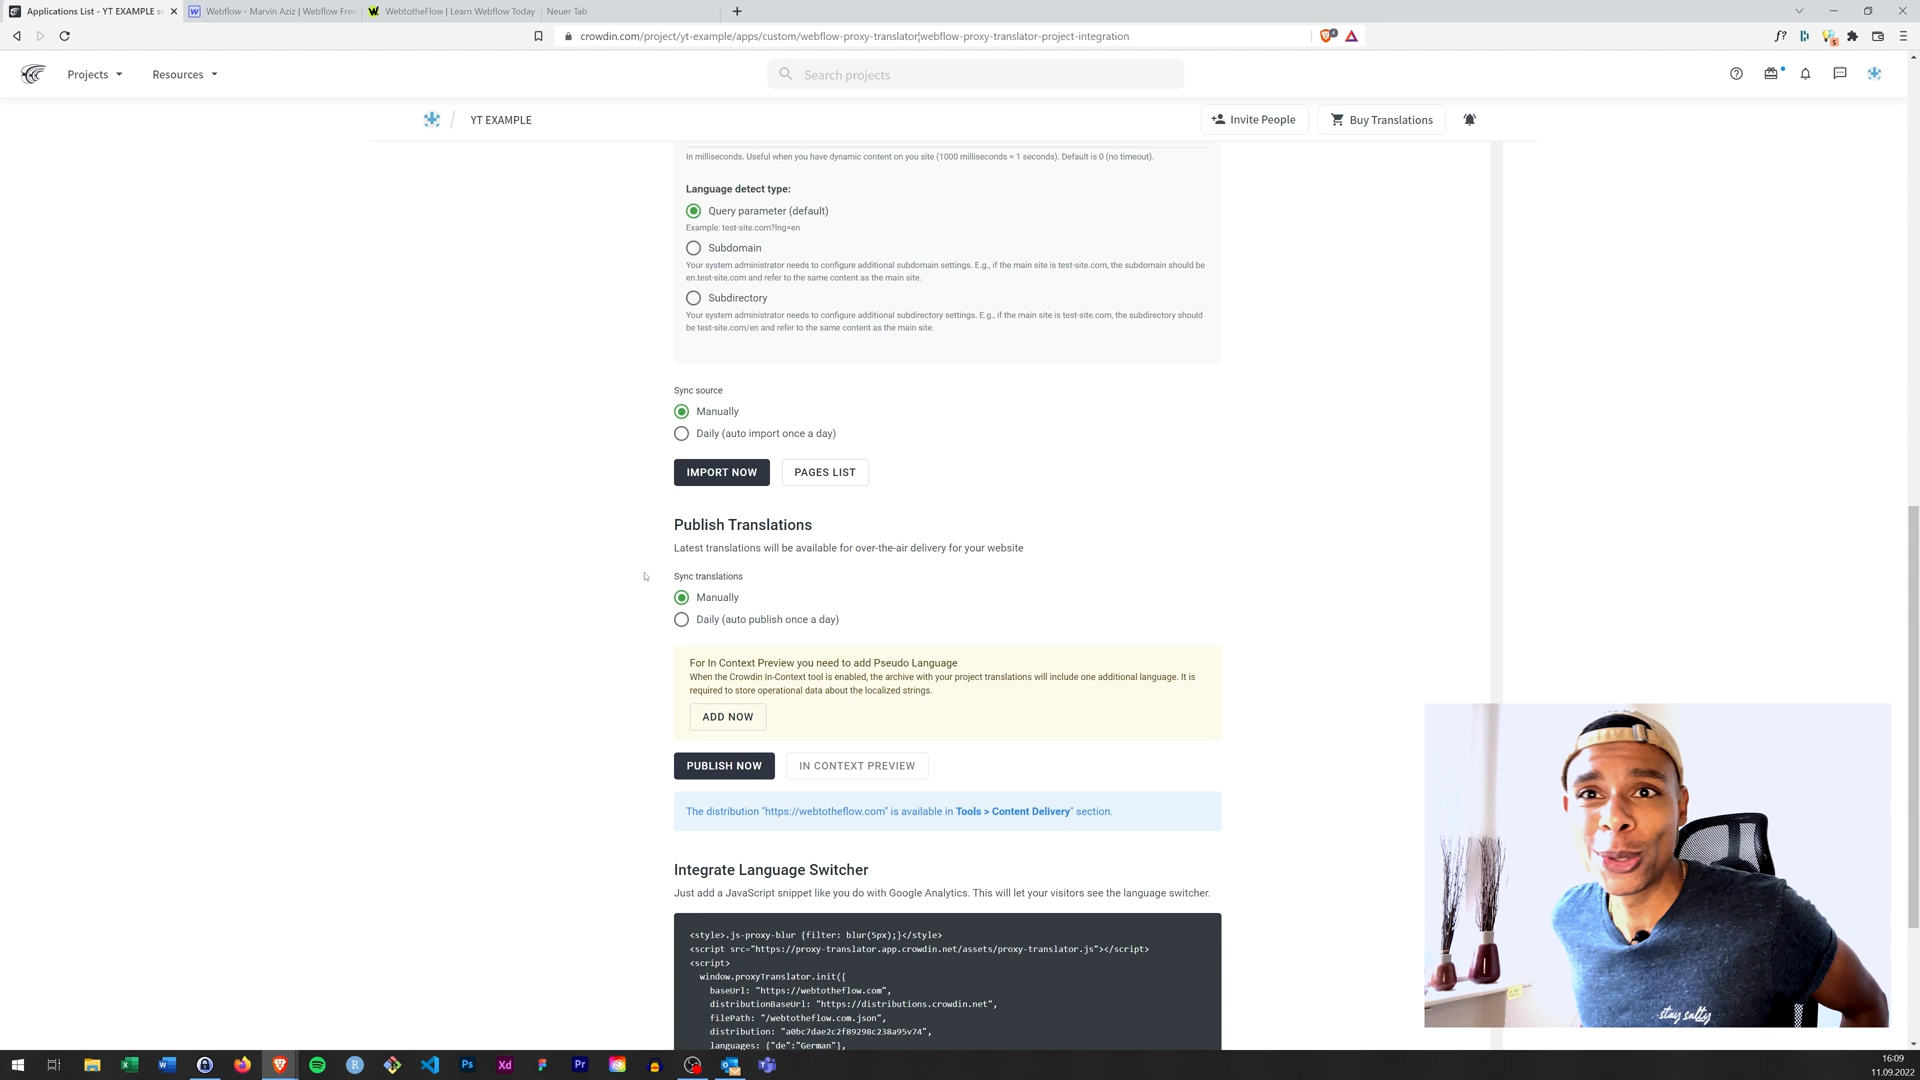 Applications List - YT EXAMPLE se
Webflow - Marvin Aziz | Webflow Free
WebtotheFlow | Learn Webflow Today
Neuer Tab
crowdin.com/project/yt-example/apps/custom/webflow-proxy-translator¦webflow-proxy-translator-project-integration
Projects
Resources
Search projects
YT EXAMPLE
Invite People
Buy Translations
In milliseconds. Useful when you have dynamic content on you site (1000 milliseconds = 1 seconds). Default is 0 (no timeout).
Language detect type:
Query parameter (default)
Example: test-site.com?lng=en
Subdomain
Your system administrator needs to configure additional subdomain settings. E.g., if the main site is test-site.com, the subdomain should be
en.test-site.com and refer to the same content as the main site.
Subdirectory
Your system administrator needs to configure additional subdirectory settings. E.g., if the main site is test-site.com, the subdirectory should
be test-site.com/en and refer to the same content as the main site.
Sync source
Manually
Daily (auto import once a day)
IMPORT NOW
PAGES LIST
Publish Translations
Latest translations will be available for over-the-air delivery for your website
Sync translations
Manually
Daily (auto publish once a day)
For In Context Preview you need to add Pseudo Language
When the Crowdin In-Context tool is enabled, the archive with your project translations will include one additional language. It is
required to store operational data about the localized strings.
ADD NOW
PUBLISH NOW
IN CONTEXT PREVIEW
The distribution "https://webtotheflow.com" is available in Tools > Content Delivery" section.
Integrate Language Switcher
Just add a JavaScript snippet like you do with Google Analytics. This will let your visitors see the language switcher.
<style>.js-proxy-blur {filter: blur(5px);}</style>
<script src="https://proxy-translator.app.crowdin.net/assets/proxy-translator.js"></script>
<script>
window.proxyTranslator.init({
baseUrl: "https://webtotheflow.com",
distributionBaseUrl: "https://distributions.crowdin.net",
filePath: "/webtotheflow.com.json",
distribution: "a0bc7dae2c2f89298c238a95v74",
languages: {"de":"German"},
stay salty
16:09
11.09.2022